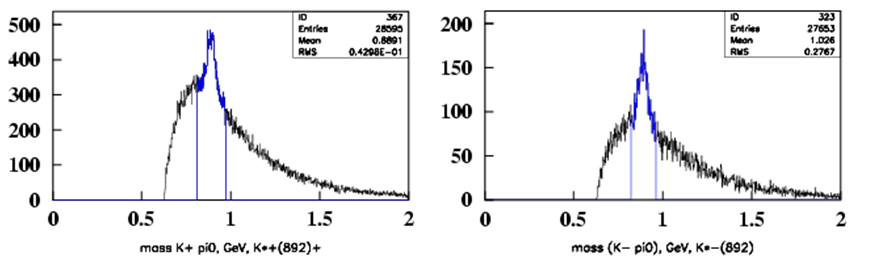 ID 367
Entries 28595
Mean 0.8891
RMS 0.4298E-01
500
400
300
200
100
0
0 0.5 1 1.5 2
mass K+ pi0, GeV, K*+(892)+
ID 323
Entries 27653
Mean 1.026
RMS 0.2767
200
150
100
50
0
0 0.5 1 1.5 2
mass (K- pi0), GeV, K*-(892)